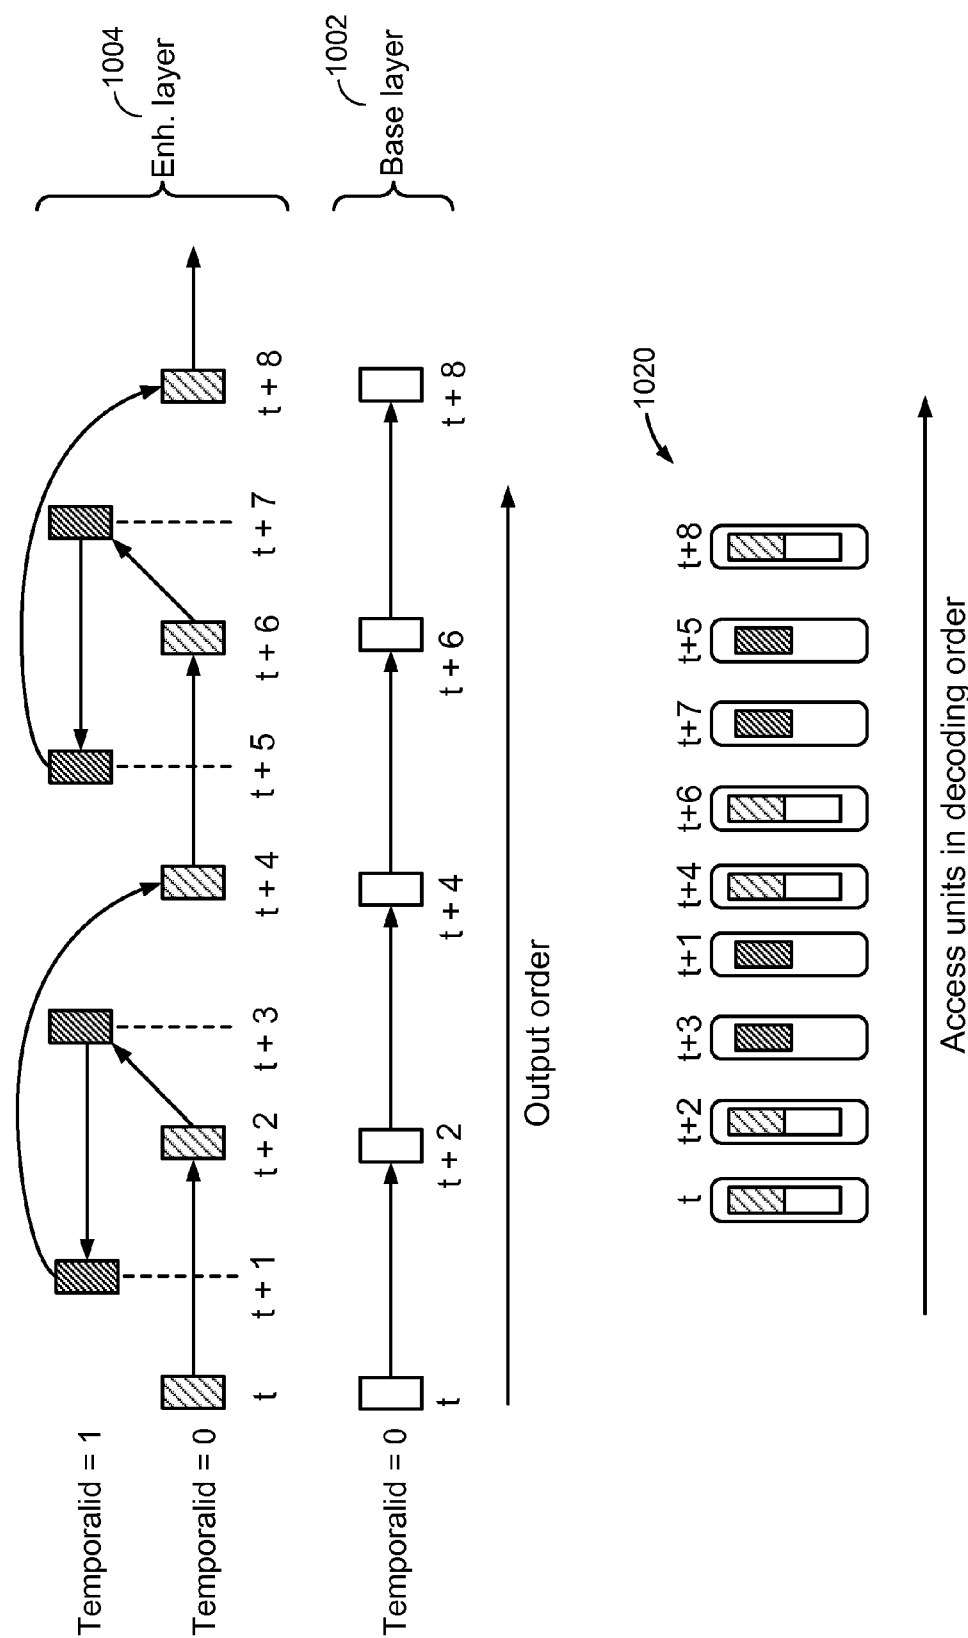 1004
Enh. layer
1002
Base layer
Temporalid = 1
Temporalid = 0
t
t + 1
t + 2
t + 3
t + 4
t + 5
t + 6
t + 7
t + 8
Temporalid = 0
t
t + 2
t + 4
t + 6
t + 8
Output order
1020
t
t+2
t+3
t+1
t+4
t+6
t+7
t+5
t+8
Access units in decoding order